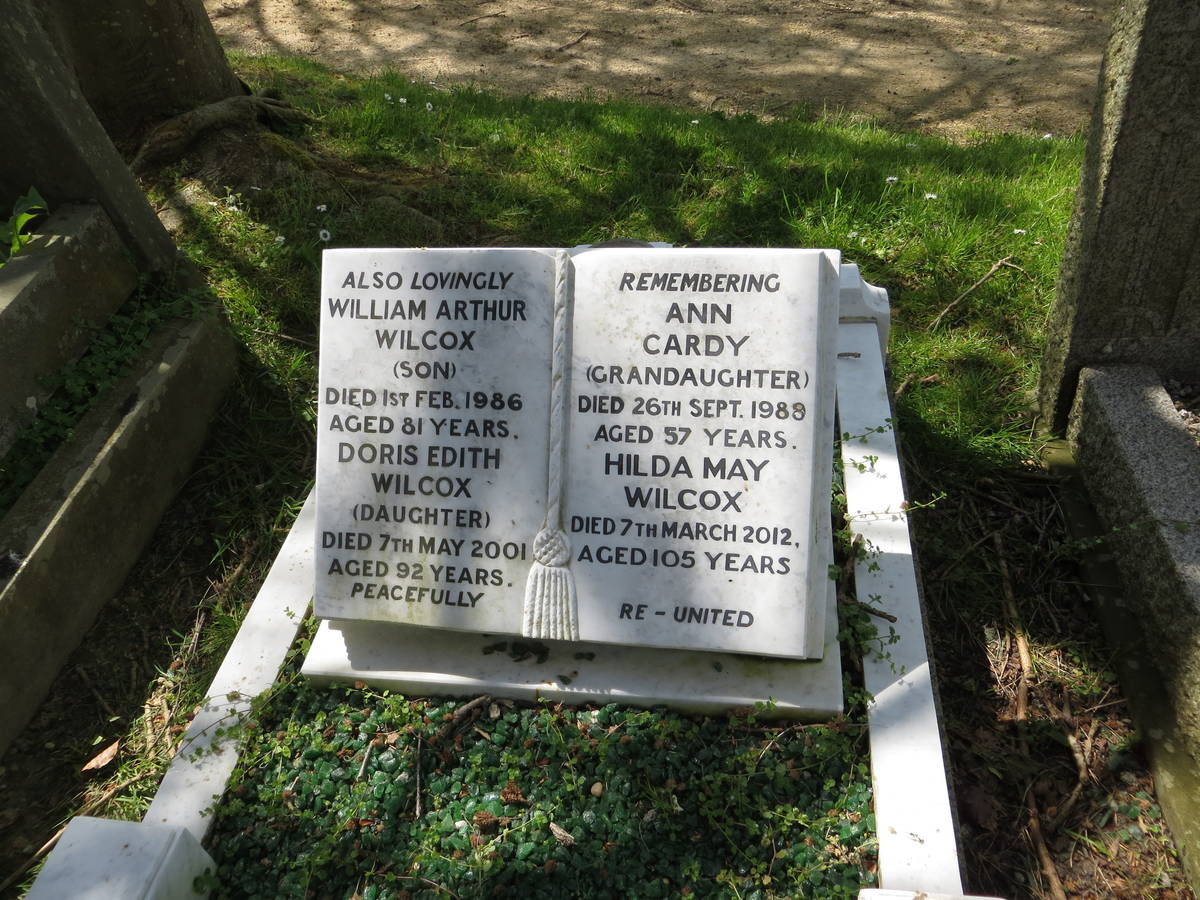 ALSO LOVINGLY
WILLIAM ARTHUR
WILCOX
(SON)
DIED 1ST FEB. 1986
AGED 81 YEARS.
DORIS EDITH
WILCOX
(DAUGHTER)
DIED 7TH MAY 2001
AGED 92 YEARS.
PEACEFULLY
REMEMBERING
ANN
CARDY
(GRANDAUGHTER)
DIED 26TH SEPT. 1988
AGED 57 YEARS.
HILDA MAY
WILCOX
DIED 7TH MARCH 2012,
AGED 105 YEARS
RE-UNITED